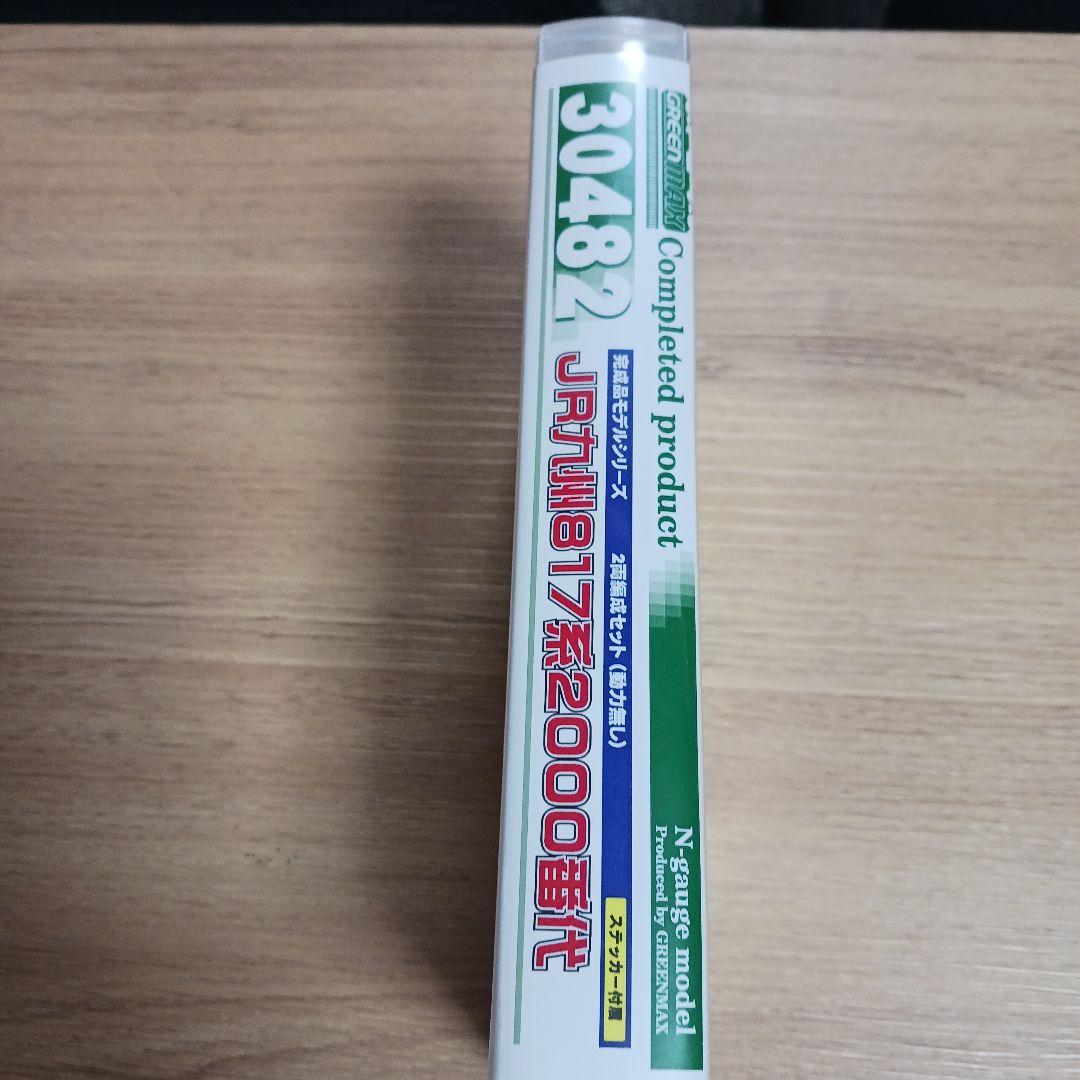 GREENMAX Completed product
N-gauge model
Produced by GREENMAX
30482
完成品モデルシリーズ 2両編成セット(動力無し)
ステッカー付属
JR九州817系2000番代